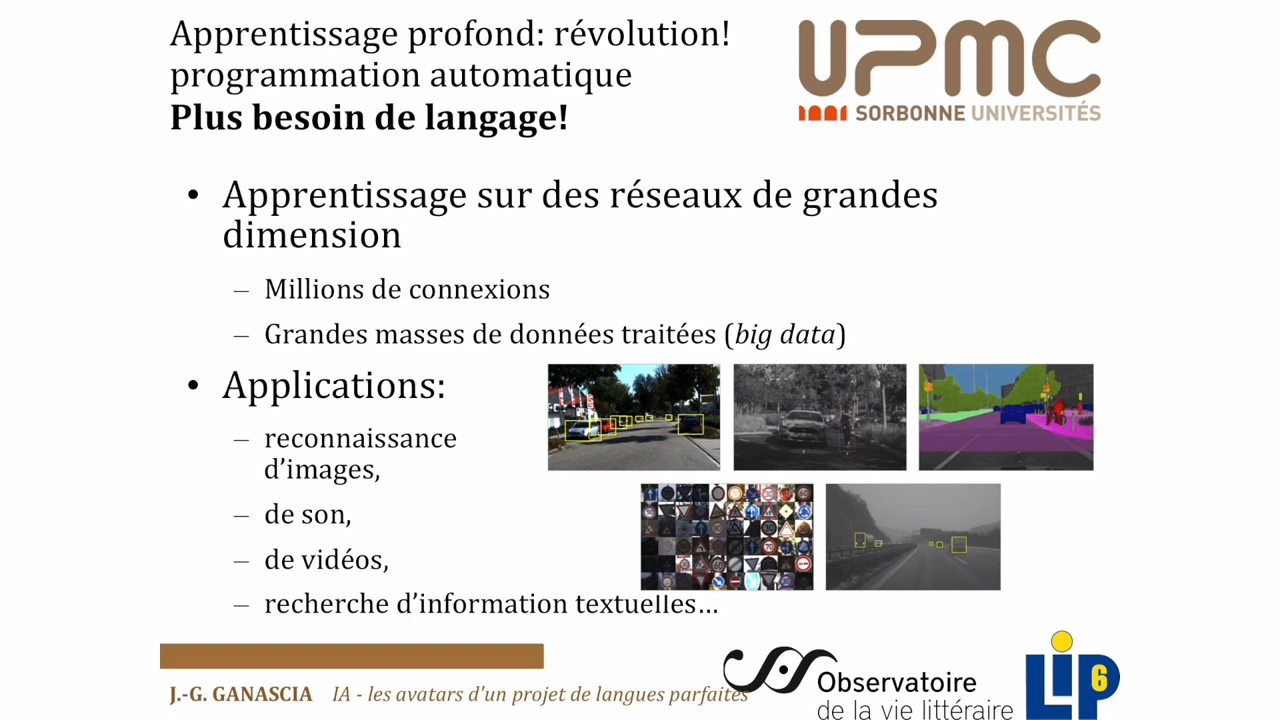 Apprentissage profond: révolution!
programmation automatique
Plus besoin de langage!
UPMC
SORBONNE UNIVERSITÉS
• Apprentissage sur des réseaux de grandes
dimension
– Millions de connexions
– Grandes masses de données traitées (big data)
• Applications:
– reconnaissance
d’images,
– de son,
– de vidéos,
– recherche d’information textuelles…
J.-G. GANASCIA IA - les avatars d'un projet de langues parfaites
Observatoire
de la vie littéraire
LIP6